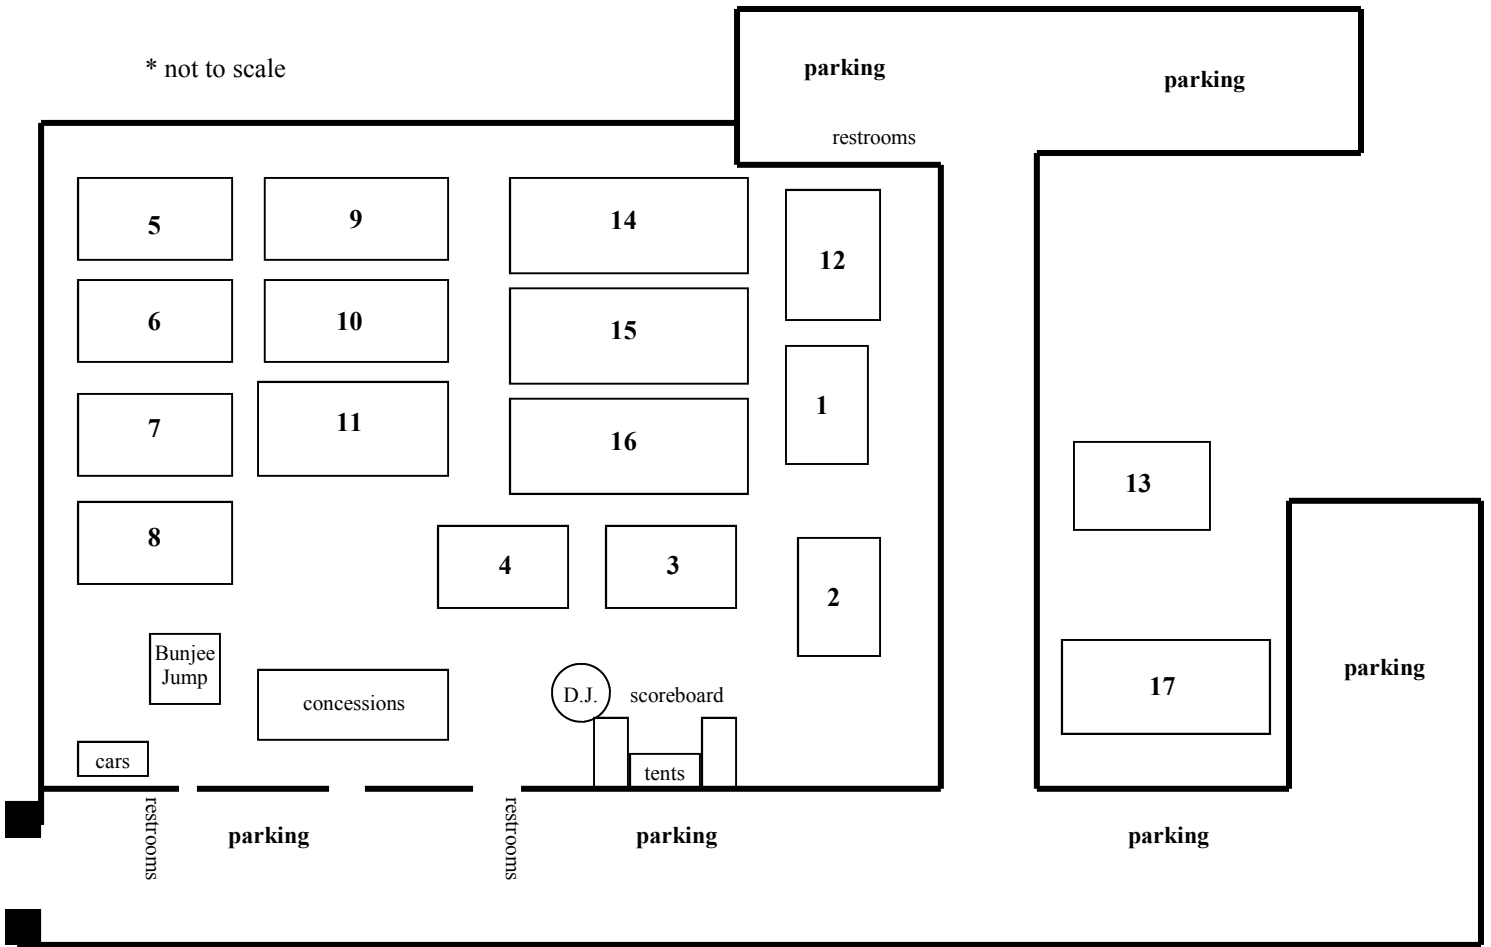 parking
* not to scale
parking
restrooms
5
9
14
12
6
10
15
1
7
11
16
13
8
4
3
2
Bunjee
Jump
parking
17
concessions
D.J.
scoreboard
cars
tents
restrooms
parking
restrooms
parking
parking